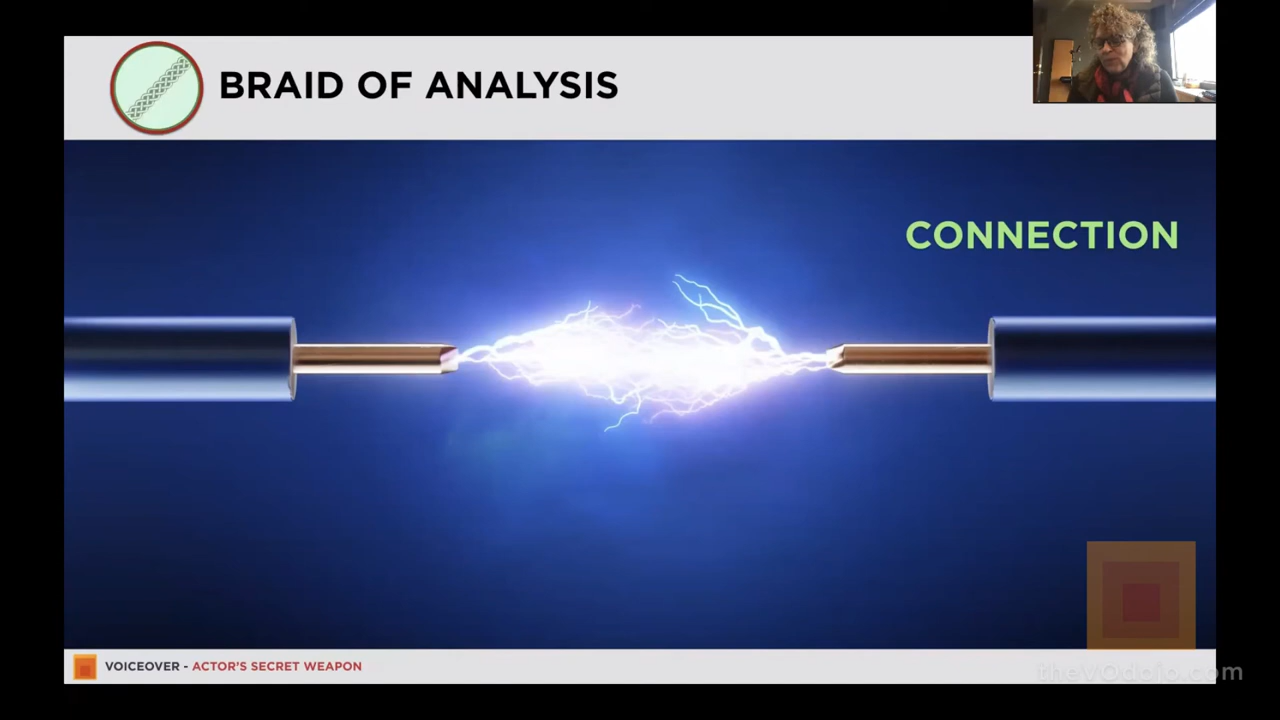 BRAID OF ANALYSIS
CONNECTION
VOICEOVER - ACTOR'S SECRET WEAPON
theVOdojo.com